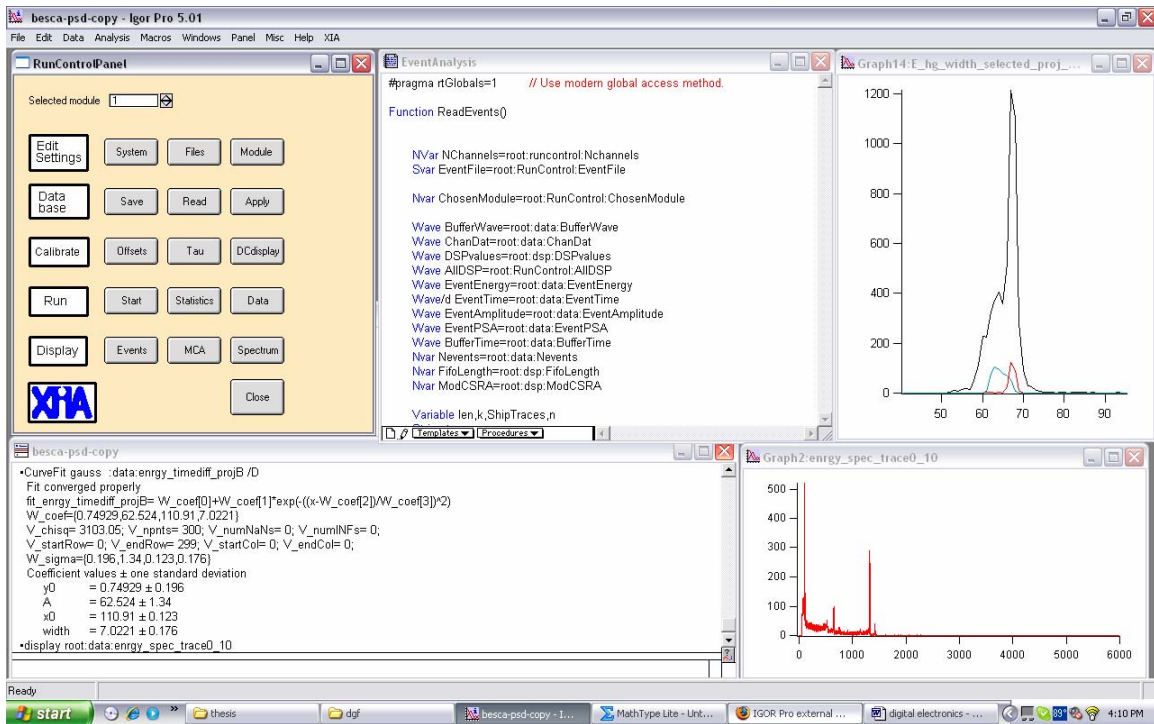 besca-psd-copy - Igor Pro 5.01
File Edit Data Analysis Macros Windows Panel Misc Help XIA
RunControlPanel
Selected module 1
Edit Settings System Files Module
Data base Save Read Apply
Calibrate Offsets Tau DCdisplay
Run Start Statistics Data
Display Events MCA Spectrum
XIA Close
EventAnalysis
#pragma rtGlobals=1 // Use modern global access method.
Function ReadEvents()
NVar NChannels=root:runcontrol:Nchannels
Svar EventFile=root:RunControl:EventFile
Nvar ChosenModule=root:RunControl:ChosenModule
Wave BufferWave=root:data:BufferWave
Wave ChanDat=root:data:ChanDat
Wave DSPvalues=root:dsp:DSPvalues
Wave AllDSP=root:RunControl:AllDSP
Wave EventEnergy=root:data:EventEnergy
Wave/d EventTime=root:data:EventTime
Wave EventAmplitude=root:data:EventAmplitude
Wave EventPSA=root:data:EventPSA
Wave BufferTime=root:data:BufferTime
Nvar Nevents=root:data:Nevents
Nvar FifoLength=root:dsp:FifoLength
Nvar ModCSRA=root:dsp:ModCSRA
Variable len,k,ShipTraces,n
Templates Procedures
Graph14:E_hg_width_selected_proj_...
1200
1000
800
600
400
200
0
50 60 70 80 90
besca-psd-copy
•CurveFit gauss :data:enrgy_timediff_projB /D
Fit converged properly
fit_enrgy_timediff_projB= W_coef[0]+W_coef[1]*exp(-((x-W_coef[2])/W_coef[3])^2)
W_coef={0.74929,62.524,110.91,7.0221}
V_chisq= 3103.05; V_npnts= 300; V_numNaNs= 0; V_numINFs= 0;
V_startRow= 0; V_endRow= 299; V_startCol= 0; V_endCol= 0;
W_sigma={0.196,1.34,0.123,0.176}
Coefficient values ± one standard deviation
y0 = 0.74929 ± 0.196
A = 62.524 ± 1.34
x0 = 110.91 ± 0.123
width = 7.0221 ± 0.176
•display root:data:enrgy_spec_trace0_10
Graph2:enrgy_spec_trace0_10
500
400
300
200
100
0
0 1000 2000 3000 4000 5000 6000
Ready
start » thesis dgf besca-psd-copy - I... MathType Lite - Unt... IGOR Pro external ... digital electronics - ... 89° 4:10 PM